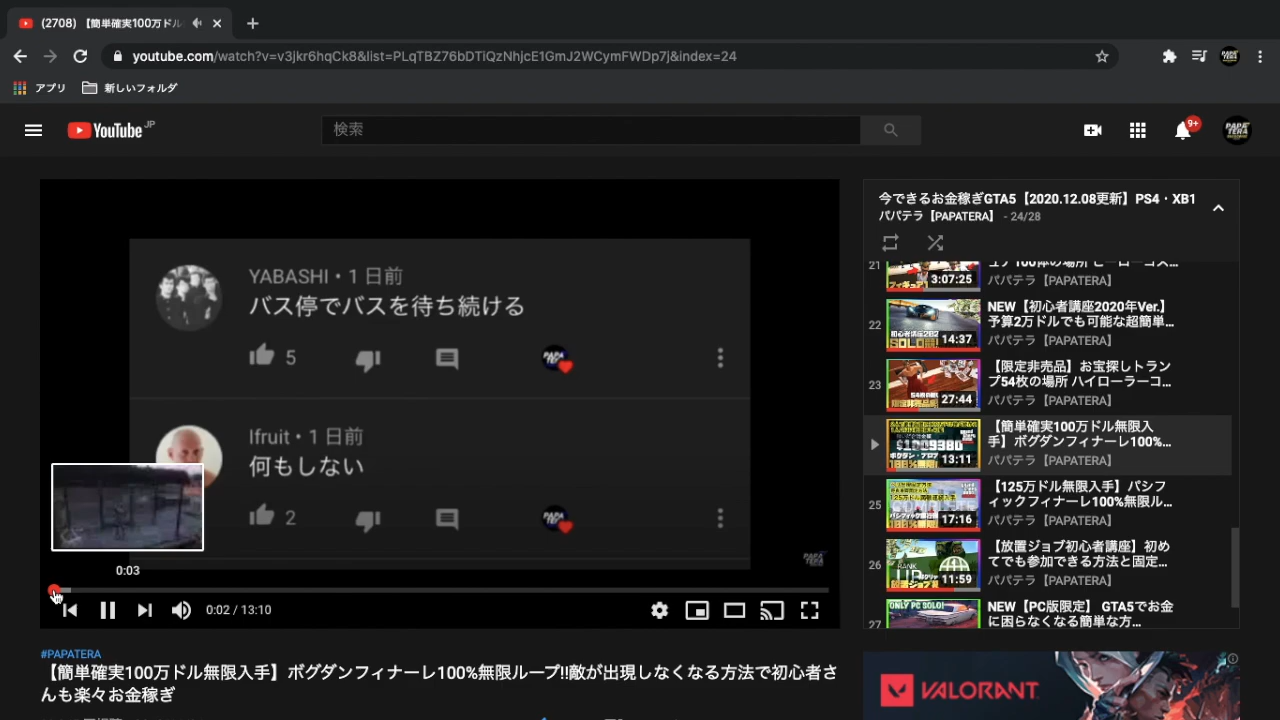 (2708) 【簡単確実100万ドル
youtube.com/watch?v=v3jkr6hqCk8&list=PLqTBZ76bDTiQzNhjcE1GmJ2WCymFWDp7j&index=24
アプリ 新しいフォルダ
YouTube JP
検索
9+
PAPA TERA
YABASHI・1 日前
バス停でバスを待ち続ける
5
Ifruit・1 日前
何もしない
2
PAPA TERA
0:03
0:02 / 13:10
#PAPATERA
【簡単確実100万ドル無限入手】ボグダンフィナーレ100%無限ループ!!敵が出現しなくなる方法で初心者さ
んも楽々お金稼ぎ
今できるお金稼ぎGTA5【2020.12.08更新】PS4・XB1
パパテラ【PAPATERA】 - 24/28
21
3:07:25
パパテラ【PAPATERA】
22
14:37
NEW【初心者講座2020年Ver.】
予算2万ドルでも可能な超簡単...
パパテラ【PAPATERA】
23
27:44
【限定非売品】お宝探しトラン
プ54枚の場所 ハイローラーコ...
パパテラ【PAPATERA】
13:11
【簡単確実100万ドル無限入
手】ボグダンフィナーレ100%...
パパテラ【PAPATERA】
25
17:16
【125万ドル無限入手】パシフ
ィックフィナーレ100%無限ル...
パパテラ【PAPATERA】
26
RANK UP
11:59
【放置ジョブ初心者講座】初め
てでも参加できる方法と固定...
パパテラ【PAPATERA】
27
ONLY PC SOLO!
NEW【PC版限定】 GTA5でお金
に困らなくなる簡単な方...
VALORANT